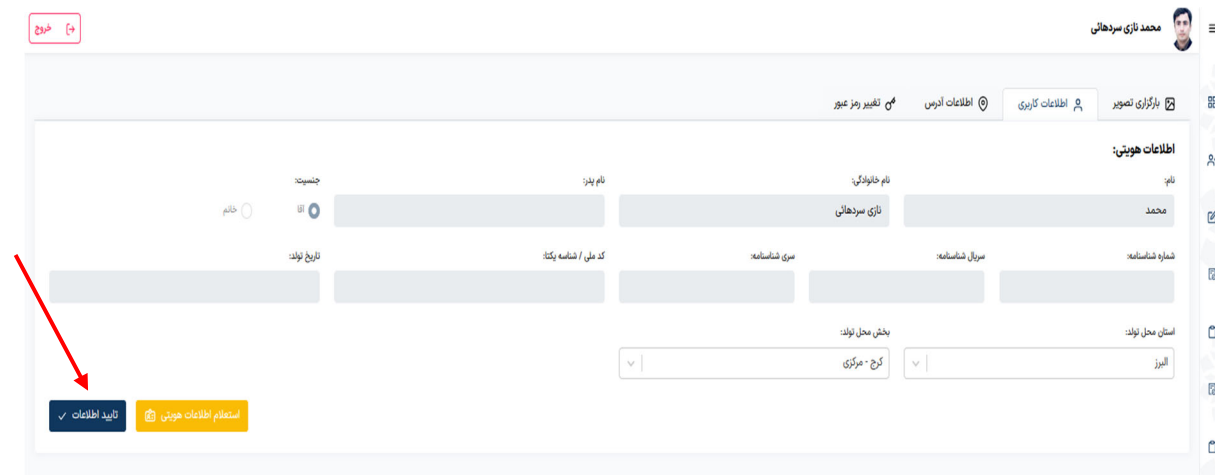 محمد نازی سردهائی
خروج
بارگزاری تصویر
اطلاعات کاربری
اطلاعات آدرس
تغییر رمز عبور
اطلاعات هویتی:
نام:
نام خانوادگی:
نام پدر:
جنسیت:
محمد
نازی سردهائی
آقا
خانم
شماره شناسنامه:
سریال شناسنامه:
سری شناسنامه:
کد ملی / شناسه یکتا:
تاریخ تولد:
استان محل تولد:
بخش محل تولد:
البرز
کرج - مرکزی
استعلام اطلاعات هویتی
تایید اطلاعات